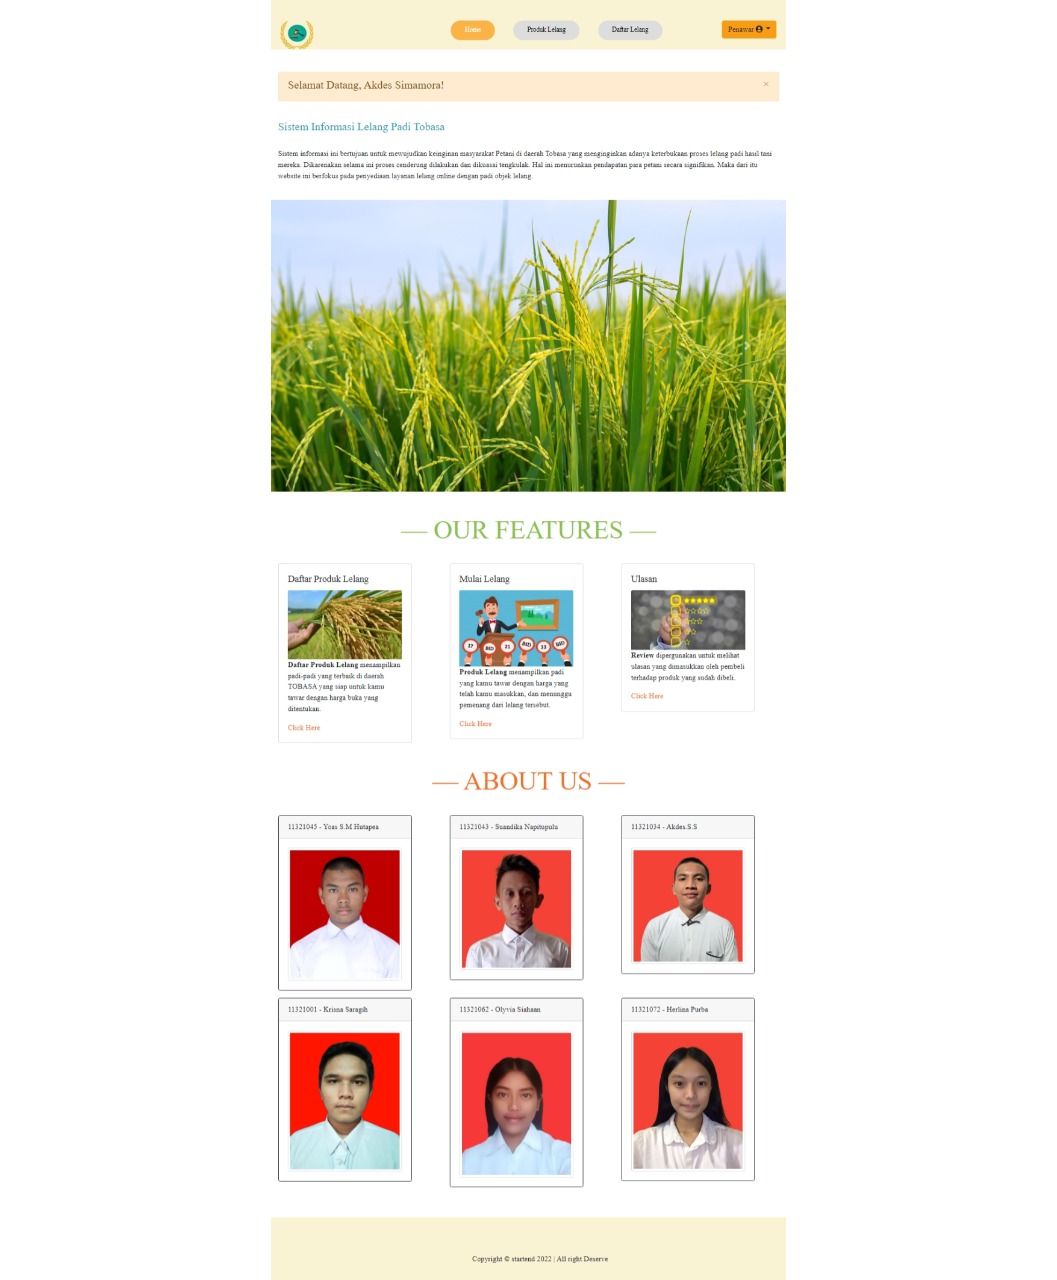 Home
Produk Lelang
Daftar Lelang
Penawar
Selamat Datang, Akdes Simamora!
×
Sistem Informasi Lelang Padi Tobasa
Sistem informasi ini bertujuan untuk mewujudkan keinginan masyarakat Petani di daerah Tobasa yang menginginkan adanya keterbukaan proses lelang padi hasil tani
mereka. Dikarenakan selama ini proses cenderung dilakukan dan dikuasai tengkulak. Hal ini menurunkan pendapatan para petani secara signifikan. Maka dari itu
website ini berfokus pada penyediaan layanan lelang online dengan padi objek lelang.
— OUR FEATURES —
Daftar Produk Lelang
Daftar Produk Lelang menampilkan
padi-padi yang terbaik di daerah
TOBASA yang siap untuk kamu
tawar dengan harga buka yang
ditentukan.
Click Here
Mulai Lelang
17
BID
21
BID
33
BID
Produk Lelang menampilkan padi
yang kamu tawar dengan harga yang
telah kamu masukkan, dan menunggu
pemenang dari lelang tersebut.
Click Here
Ulasan
Review dipergunakan untuk melihat
ulasan yang dimasukkan oleh pembeli
terhadap produk yang sudah dibeli.
Click Here
— ABOUT US —
11321045 - Yoas S.M Hutapea
11321043 - Suandika Napitupulu
11321034 - Akdes.S.S
11321001 - Krisna Saragih
11321062 - Olyvia Siahaan
11321072 - Herlina Purba
Copyright © startend 2022 | All right Deserve